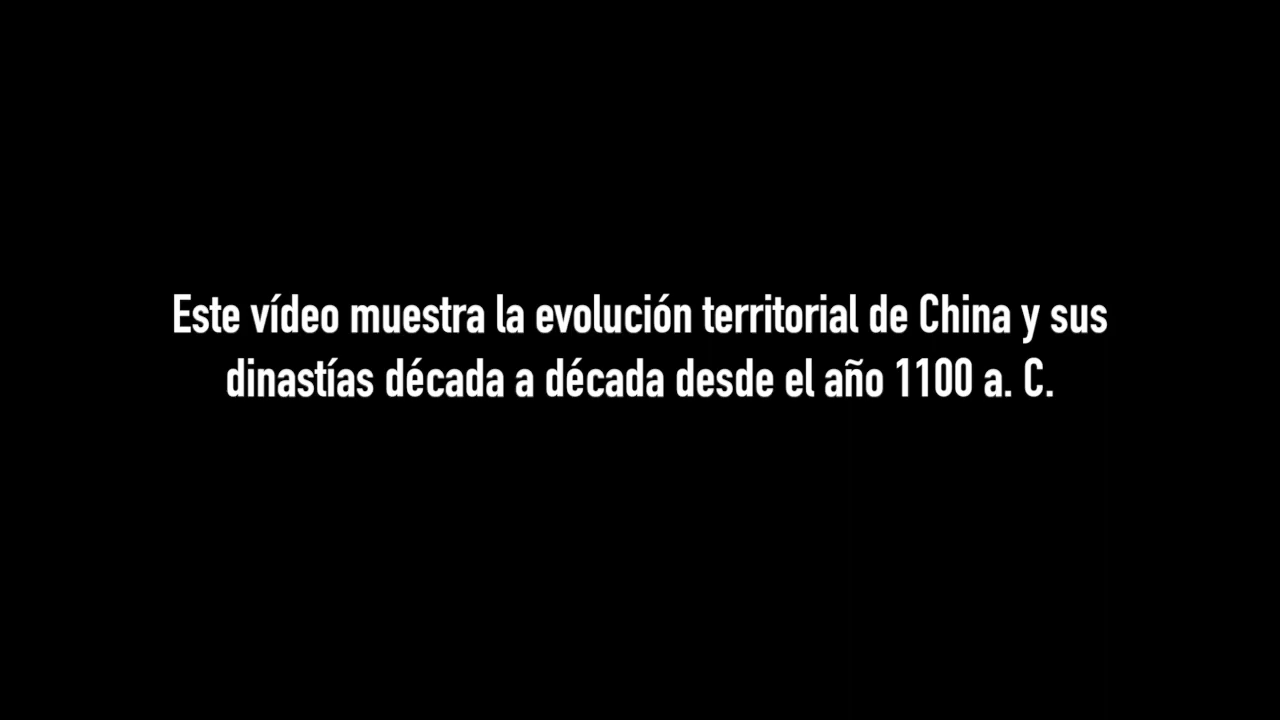 Este vídeo muestra la evolución territorial de China y sus
dinastías década a década desde el año 1100 a. C.